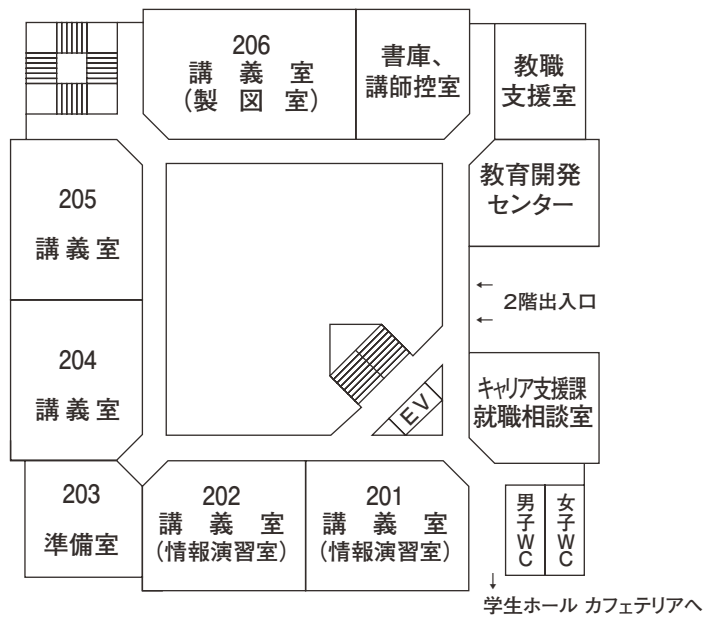 206
講義室
(製図室)
書庫、
講師控室
教職
支援室
205
講義室
教育開発
センター
← 2階出入口
←
204
講義室
EV
キャリア支援課
就職相談室
203
準備室
202
講義室
(情報演習室)
201
講義室
(情報演習室)
男子WC
女子WC
↓
学生ホール カフェテリアへ